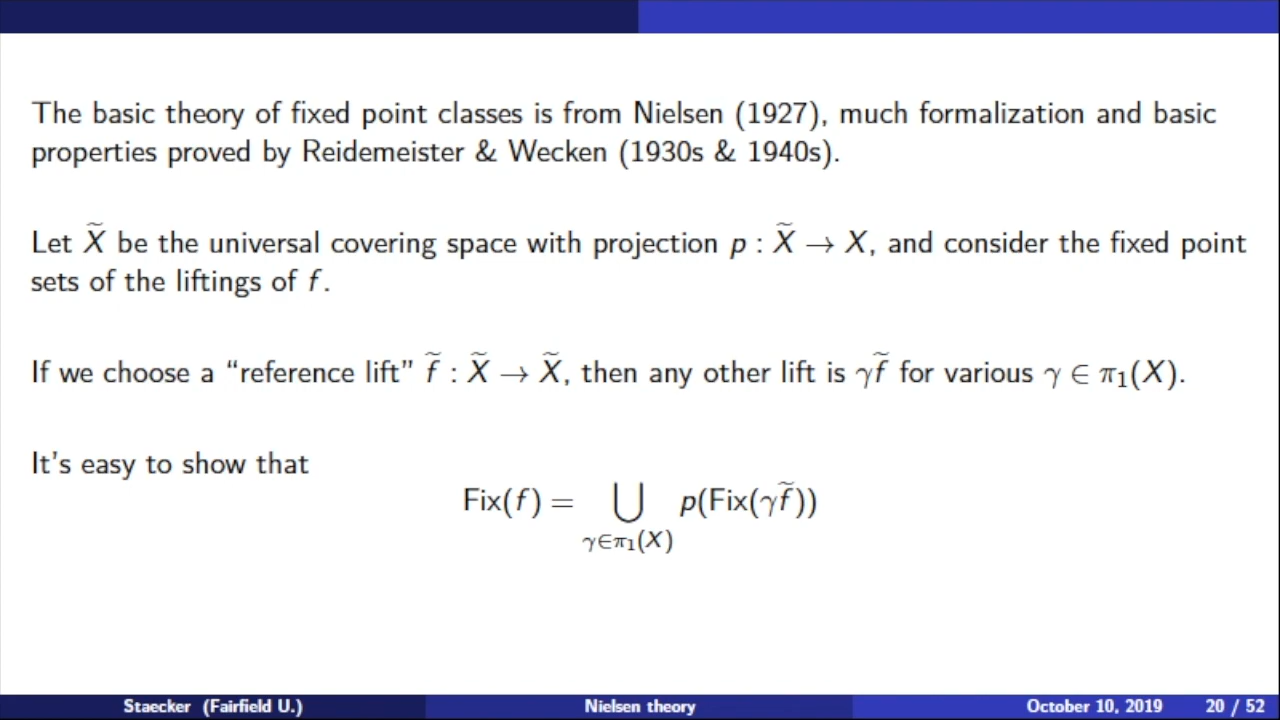 The basic theory of fixed point classes is from Nielsen (1927), much formalization and basic
properties proved by Reidemeister & Wecken (1930s & 1940s).
Let X̃ be the universal covering space with projection p : X̃ → X, and consider the fixed point
sets of the liftings of f.
If we choose a “reference lift” f̃ : X̃ → X̃, then any other lift is γf̃ for various γ ∈ π₁(X).
It's easy to show that
Fix(f) = ⋃ p(Fix(γf̃))
γ∈π₁(X)
Staecker (Fairfield U.) Nielsen theory October 10, 2019 20 / 52